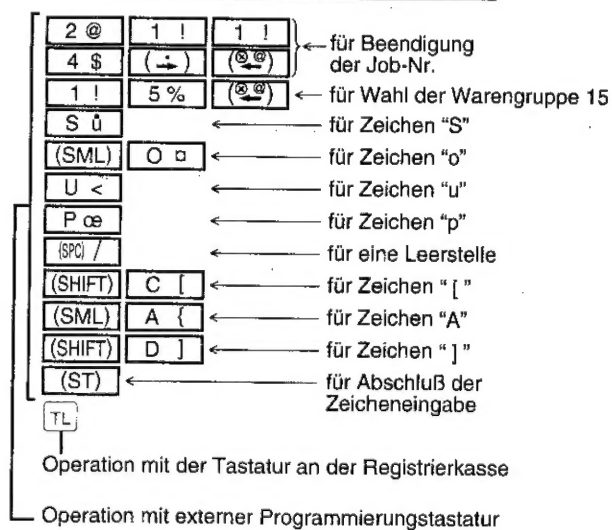 2 @ 1 ! 1 ! für Beendigung
4 $ (→) (⊗ @ ←) der Job-Nr.
1 ! 5 % (⊗ @ ←) für Wahl der Warengruppe 15
S ů für Zeichen “S”
(SML) O ¤ für Zeichen “o”
U < für Zeichen “u”
P œ für Zeichen “p”
(SPC) / für eine Leerstelle
(SHIFT) C [ für Zeichen “ [ ”
(SML) A { für Zeichen “A”
(SHIFT) D ] für Zeichen “ ] ”
(ST) für Abschluß der
Zeicheneingabe
TL
Operation mit der Tastatur an der Registrierkasse
Operation mit externer Programmierungstastatur